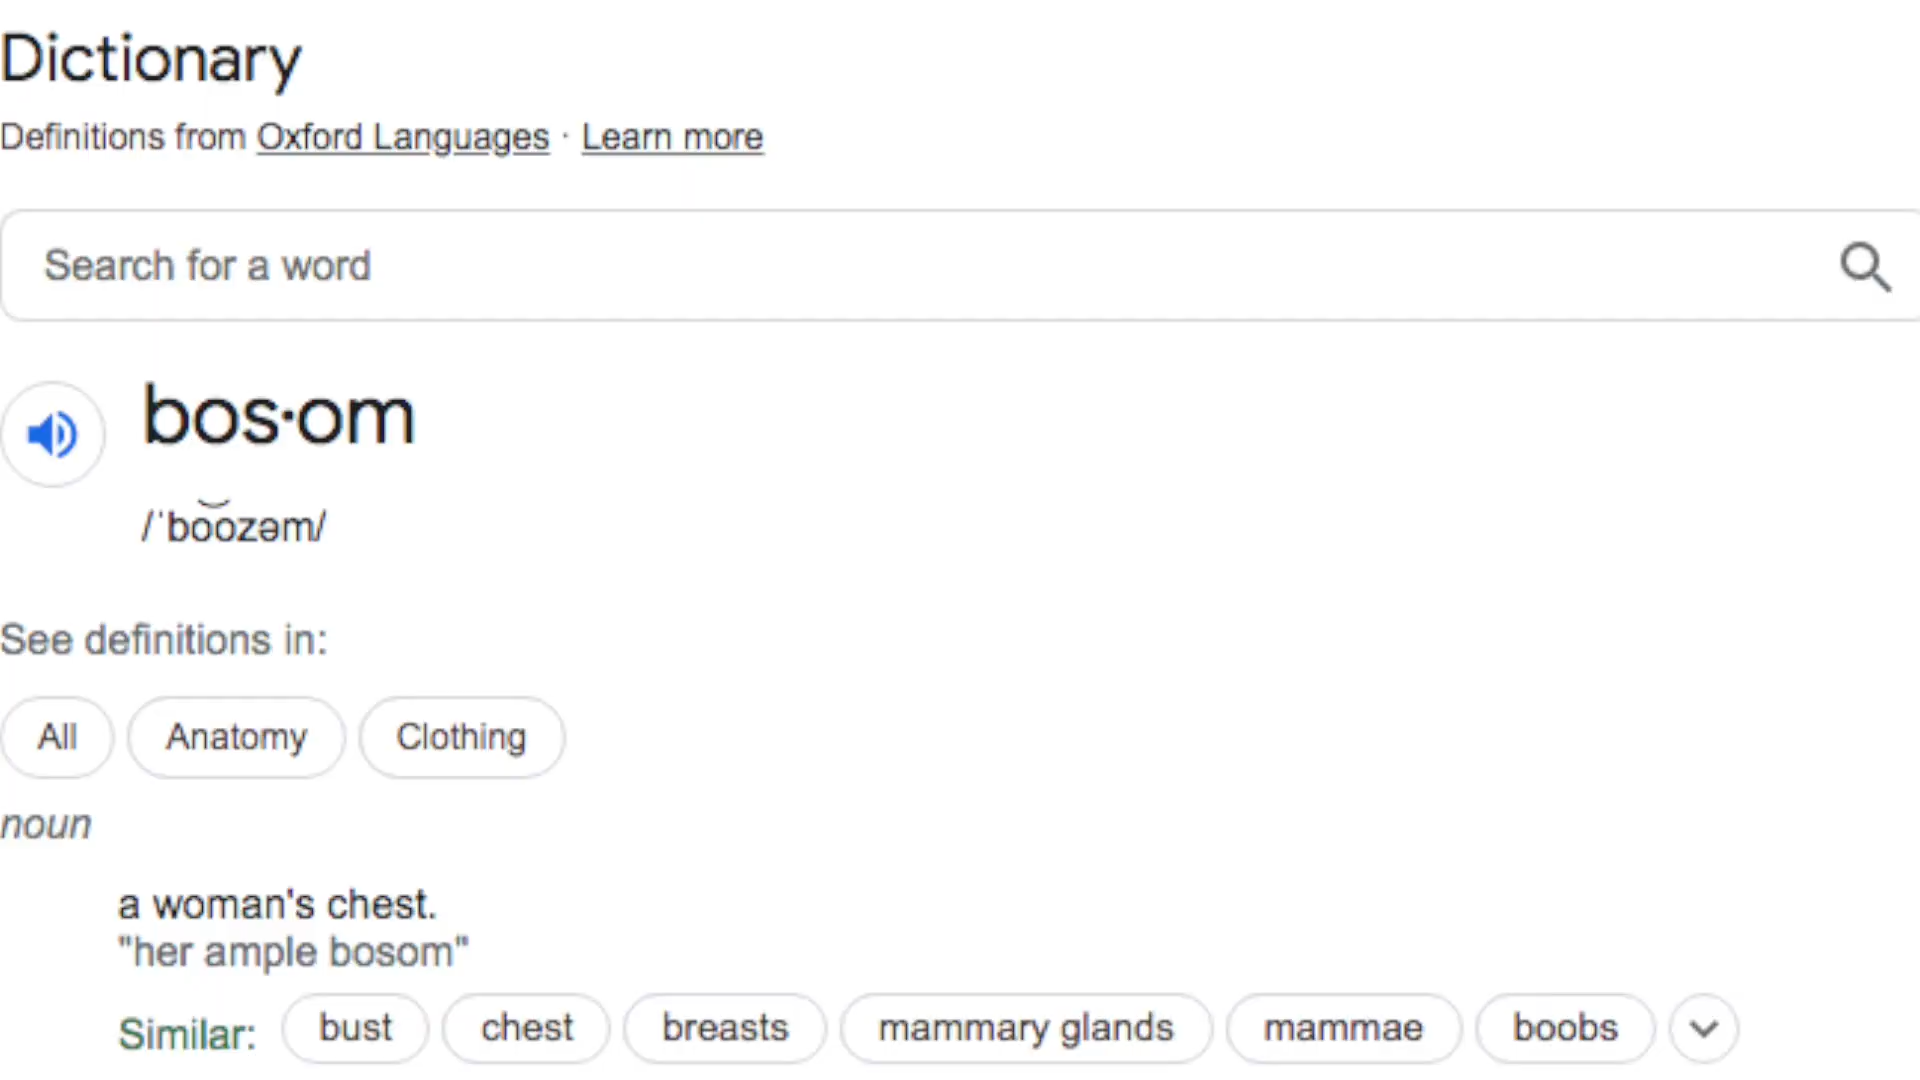 Dictionary
Definitions from Oxford Languages · Learn more
Search for a word
bos·om
/ˈbo͝ozəm/
See definitions in:
All Anatomy Clothing
noun
a woman's chest.
"her ample bosom"
Similar: bust chest breasts mammary glands mammae boobs